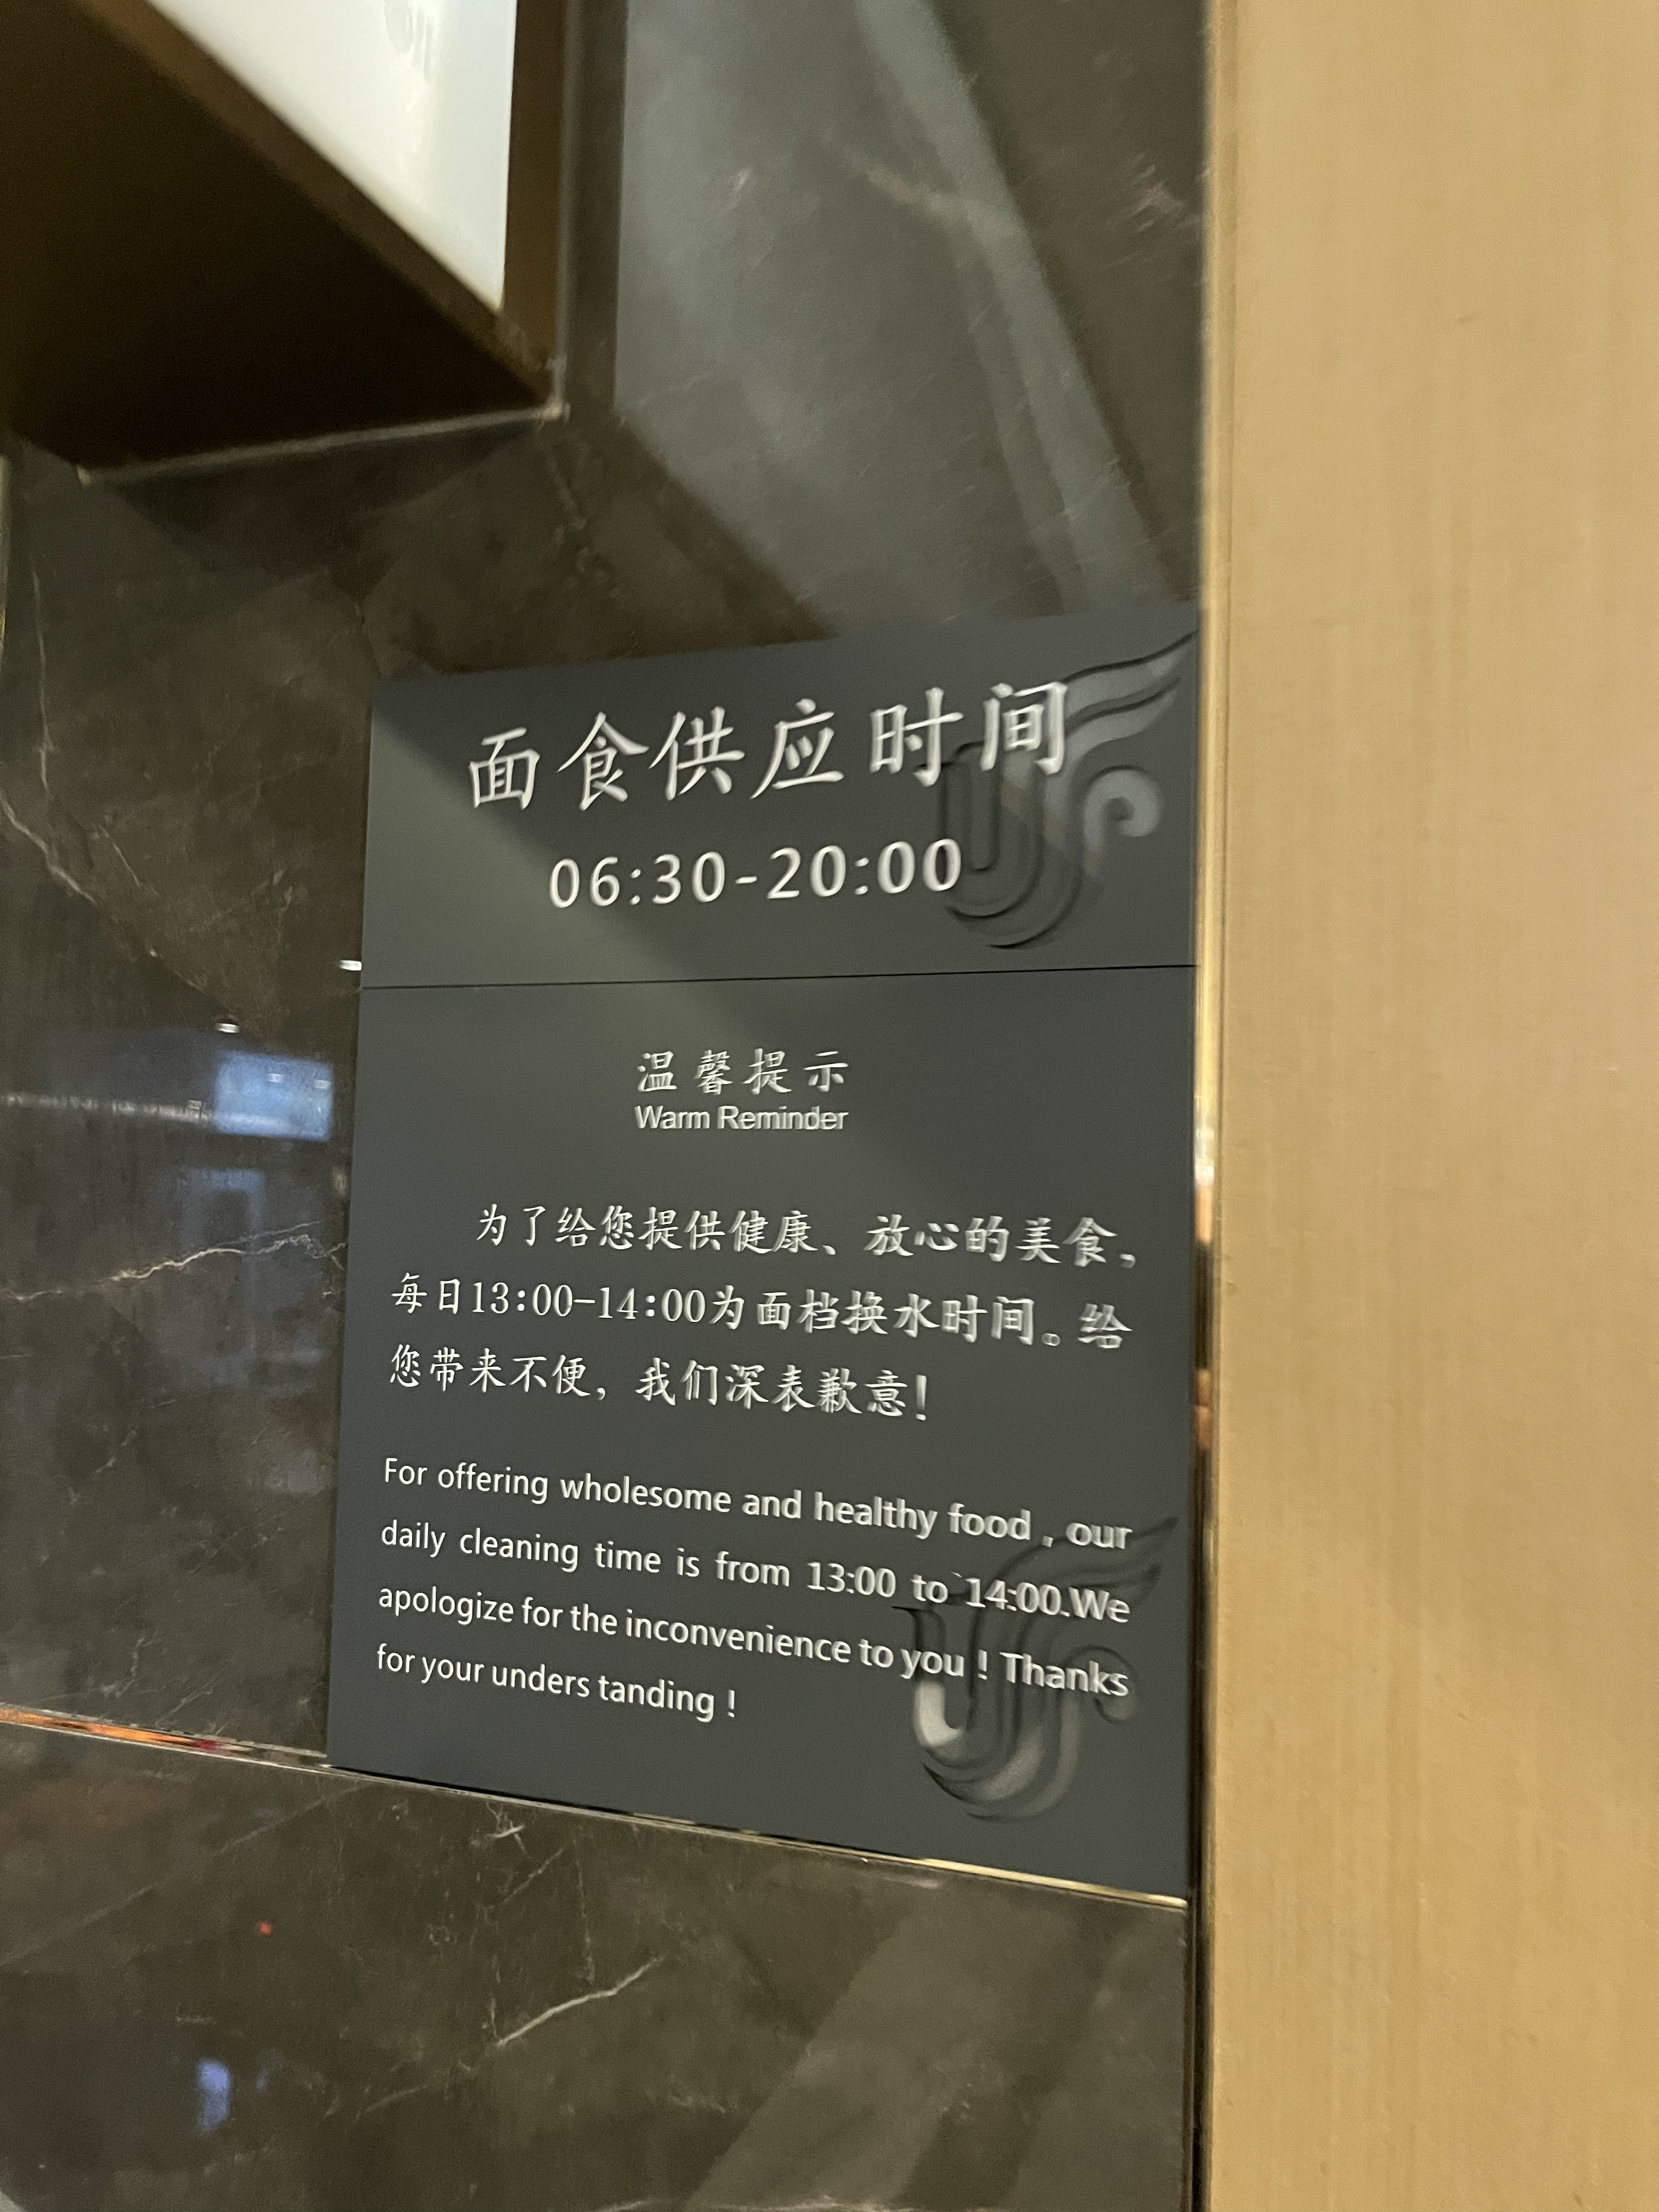 面食供应时间
06:30-20:00
温馨提示
Warm Reminder
为了给您提供健康、放心的美食，
每日13:00-14:00为面档换水时间。给
您带来不便，我们深表歉意！
For offering wholesome and healthy food , our
daily cleaning time is from 13:00 to 14:00.We
apologize for the inconvenience to you ! Thanks
for your unders tanding !